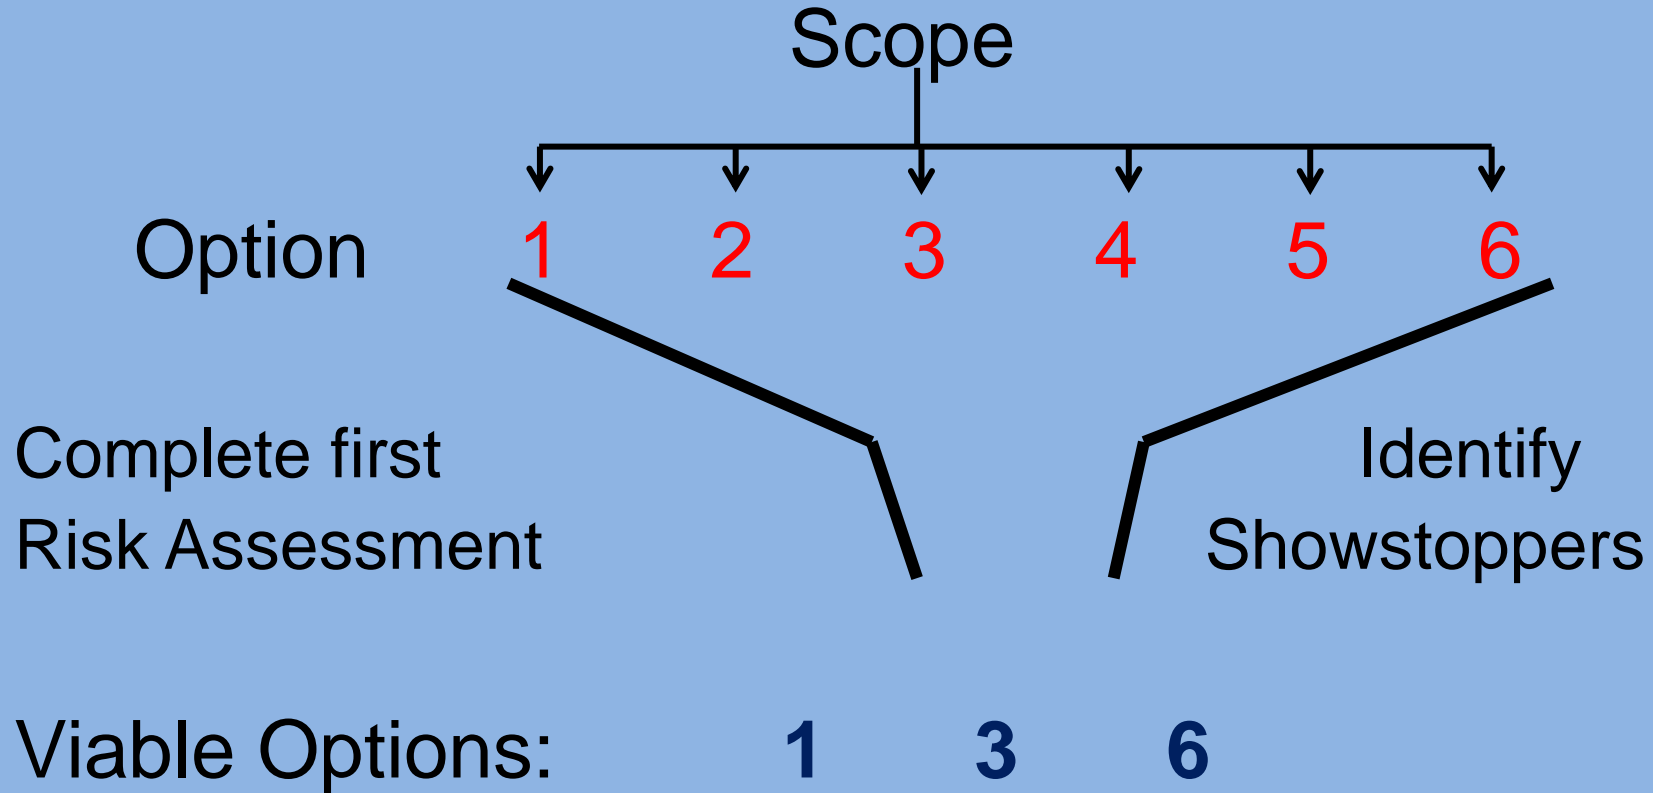 Scope
Option 1 2 3 4 5 6
Complete first
Risk Assessment
Identify
Showstoppers
Viable Options: 1 3 6